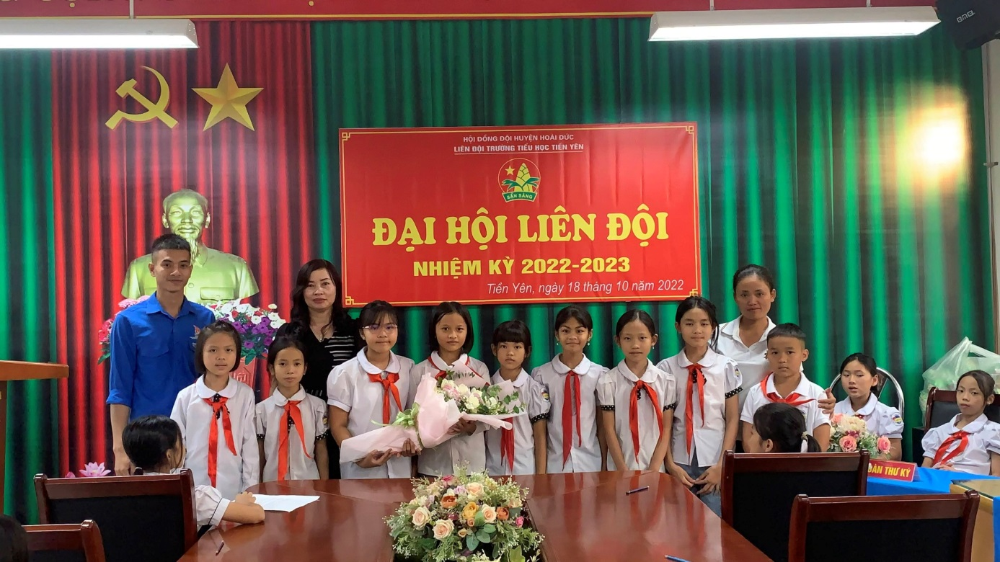 HỘI ĐỒNG ĐỘI HUYỆN HOÀI ĐỨC
LIÊN ĐỘI TRƯỜNG TIỂU HỌC TIỀN YÊN
SẴN SÀNG
ĐẠI HỘI LIÊN ĐỘI
NHIỆM KỲ 2022-2023
Tiền Yên, ngày 18 tháng 10 năm 2022
ĐOÀN THƯ KÝ
BMB